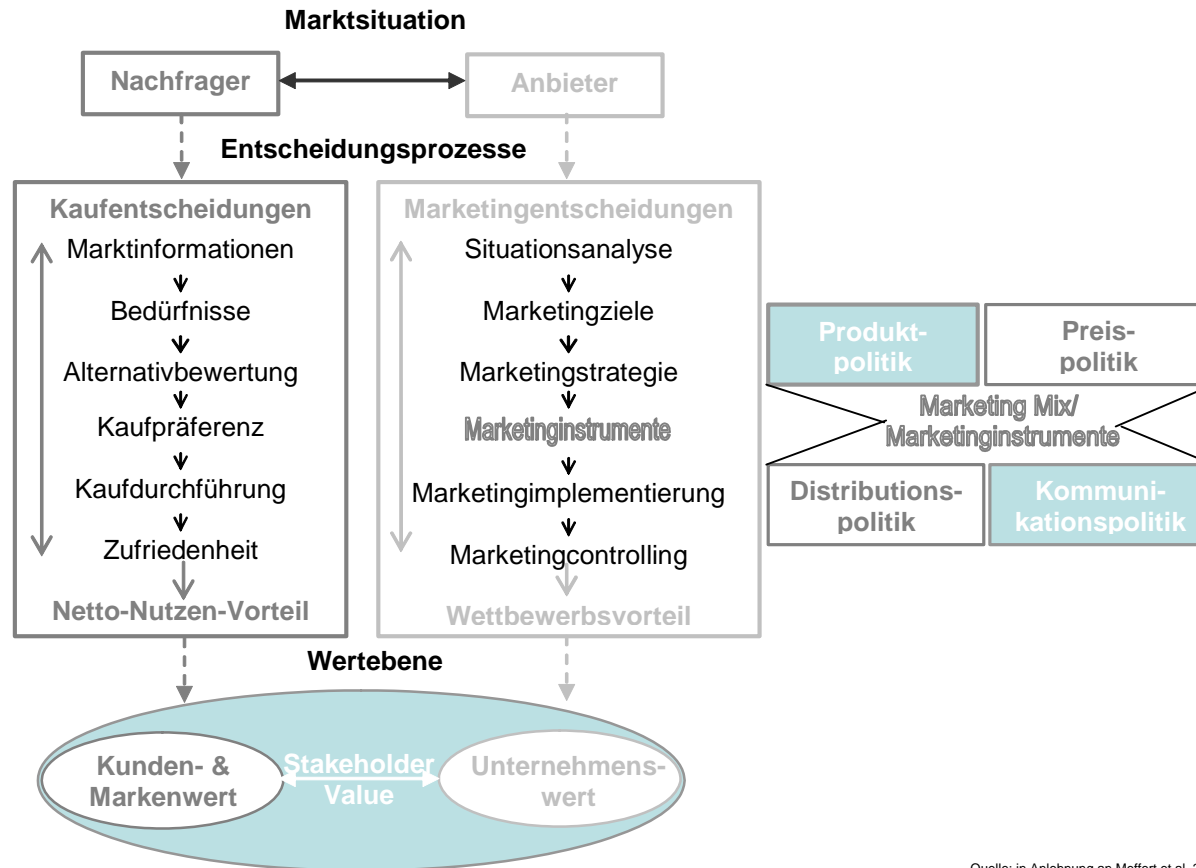 Marktsituation
Nachfrager
Anbieter
Entscheidungsprozesse
Kaufentscheidungen
Marktinformationen
Bedürfnisse
Alternativbewertung
Kaufpräferenz
Kaufdurchführung
Zufriedenheit
Netto-Nutzen-Vorteil
Marketingentscheidungen
Situationsanalyse
Marketingziele
Marketingstrategie
Marketinginstrumente
Marketingimplementierung
Marketingcontrolling
Wettbewerbsvorteil
Produkt-
politik
Preis-
politik
Marketing Mix/
Marketinginstrumente
Distributions-
politik
Kommuni-
kationspolitik
Wertebene
Kunden- &
Markenwert
Stakeholder
Value
Unternehmens-
wert
Quelle: in Anlehnung an Meffert et al.